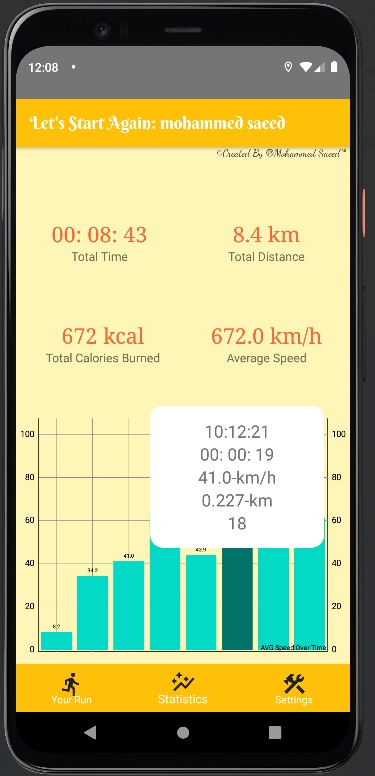 12:08
Let's Start Again: mohammed saeed
©Created By ©Mohammed Saeed™
00: 08: 43
8.4 km
Total Time
Total Distance
672 kcal
672.0 km/h
Total Calories Burned
Average Speed
10:12:21
00: 00: 19
41.0-km/h
0.227-km
18
100
100
80
80
60
60
41.0
43.9
34.2
40
40
20
20
8.2
0
0
AVG Speed Over Time
Your Run
Statistics
Settings